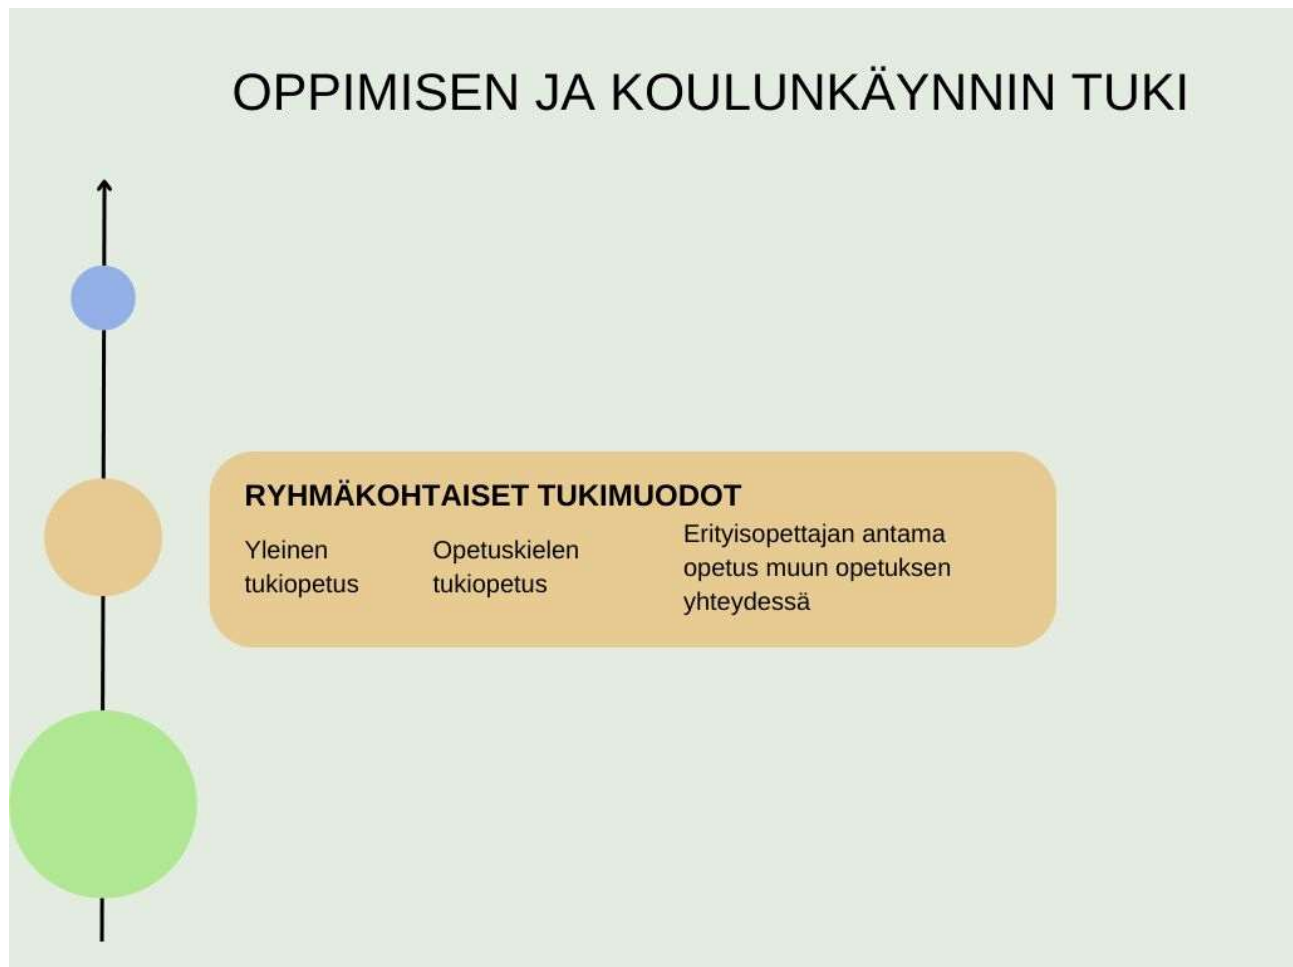 OPPIMISEN JA KOULUNKÄYNNIN TUKI
RYHMÄKOHTAISET TUKIMUODOT
Yleinen
tukiopetus
Opetuskielen
tukiopetus
Erityisopettajan antama
opetus muun opetuksen
yhteydessä